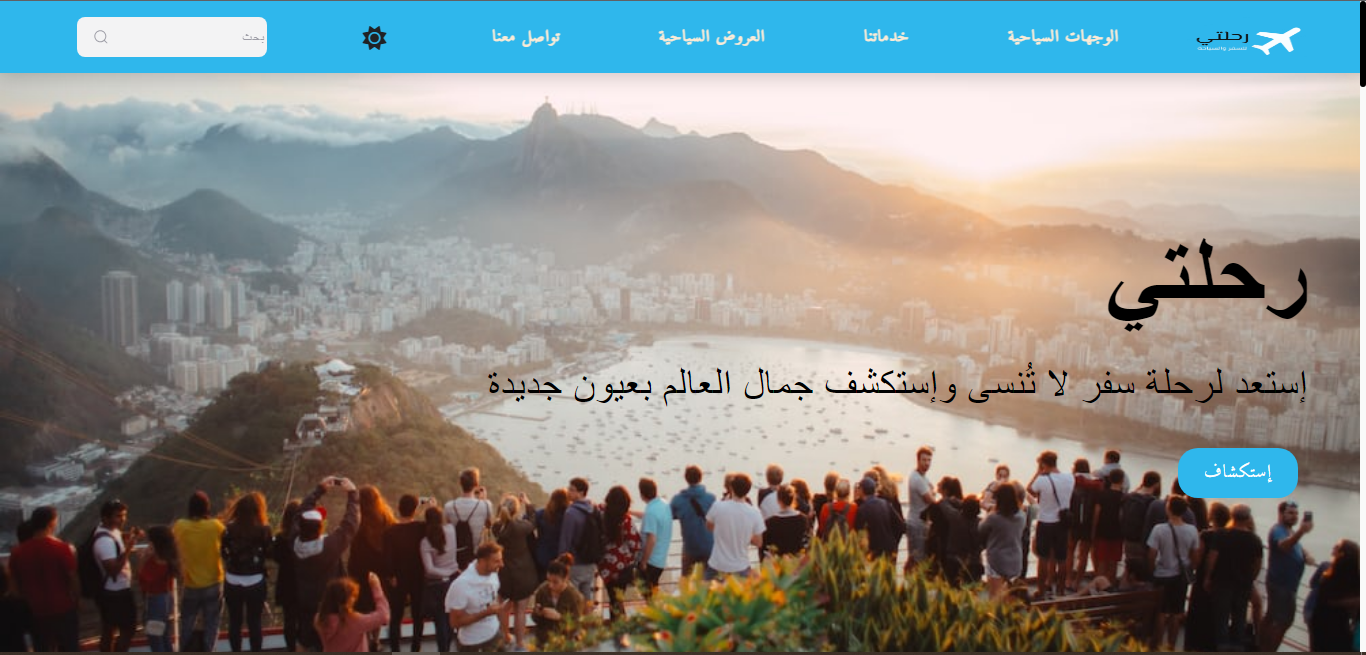 رحلتي
للسفر والسياحة
الوجهات السياحية
خدماتنا
العروض السياحية
تواصل معنا
بحث
رحلتي
إستعد لرحلة سفر لا تُنسى وإستكشف جمال العالم بعيون جديدة
إستكشاف